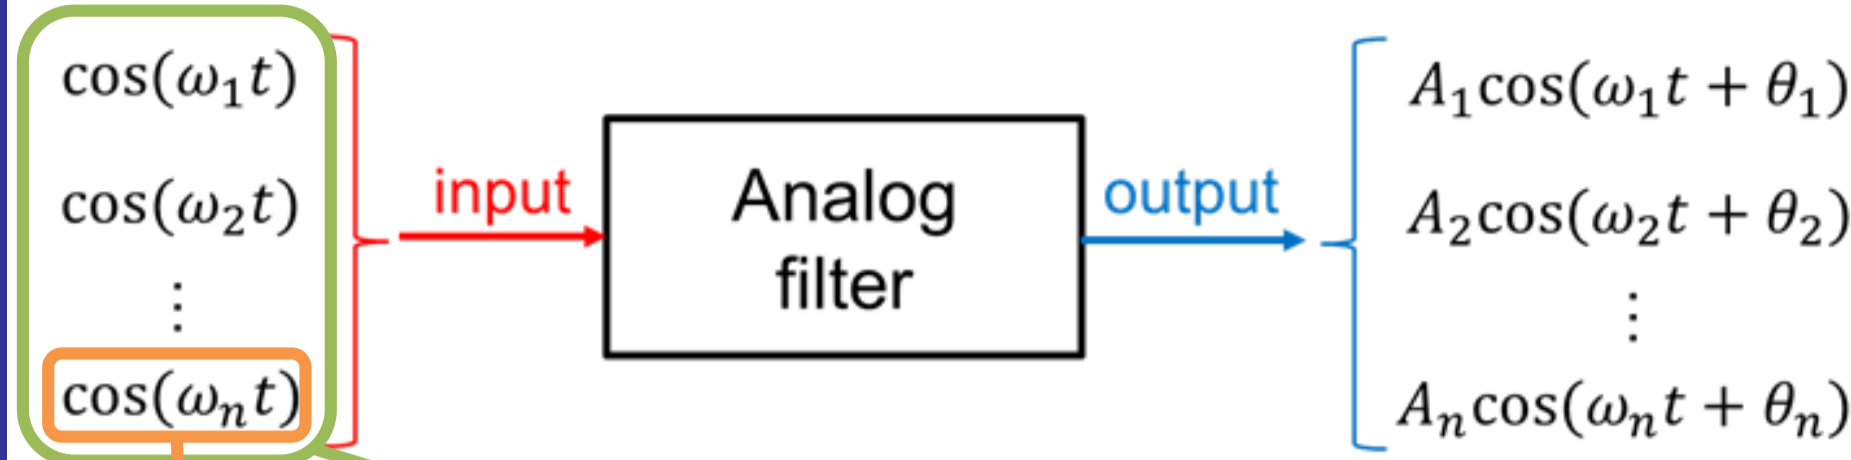 cos(ω₁t)
cos(ω₂t)
⋮
cos(ωₙt)
input
Analog
filter
output
A₁cos(ω₁t + θ₁)
A₂cos(ω₂t + θ₂)
⋮
Aₙcos(ωₙt + θₙ)